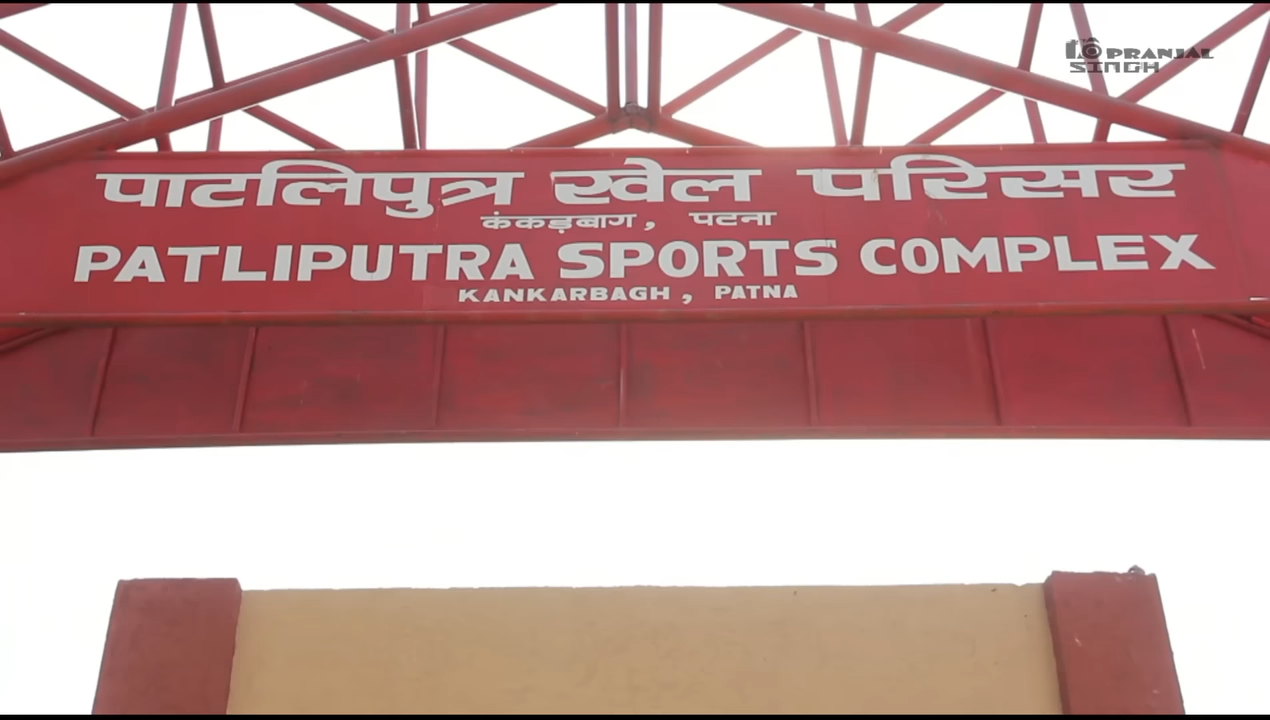 PRANJAL
SINGH
पाटलिपुत्र खेल परिसर
कंकड़बाग, पटना
PATLIPUTRA SPORTS COMPLEX
KANKARBAGH, PATNA